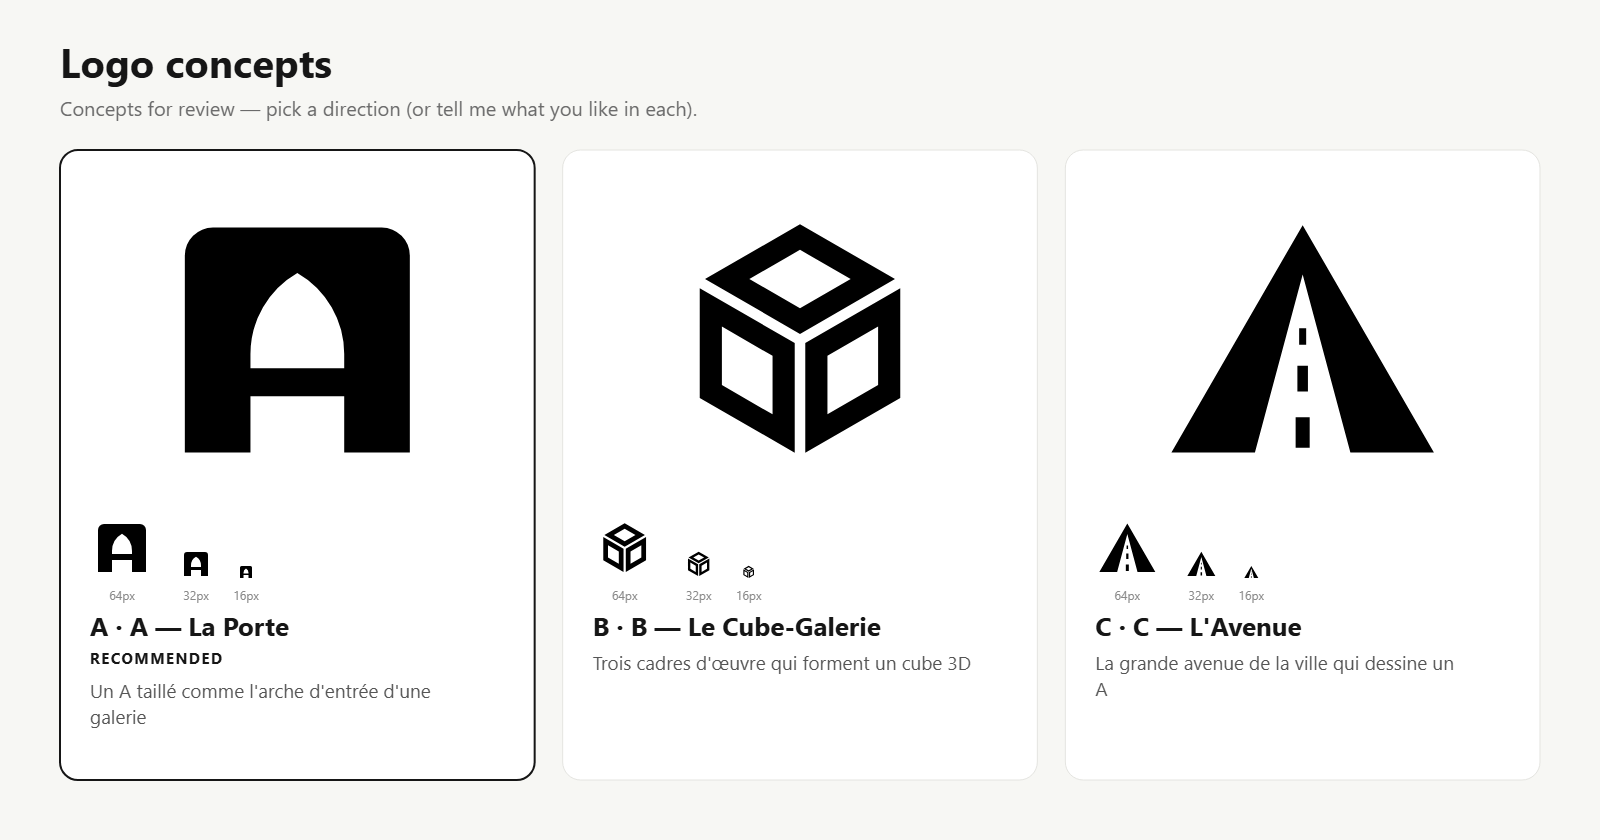 Logo concepts
Concepts for review — pick a direction (or tell me what you like in each).
64px 32px 16px
A · A — La Porte
RECOMMENDED
Un A taillé comme l'arche d'entrée d'une
galerie
64px 32px 16px
B · B — Le Cube-Galerie
Trois cadres d'œuvre qui forment un cube 3D
64px 32px 16px
C · C — L'Avenue
La grande avenue de la ville qui dessine un
A